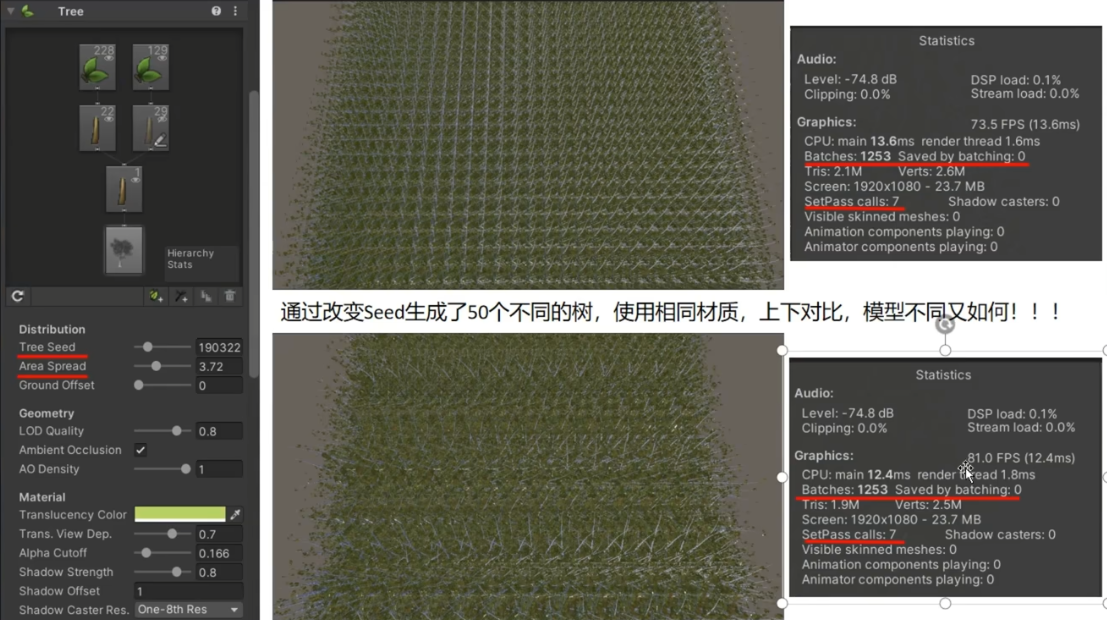 Tree
228
129
22
29
1
Hierarchy
Stats
Distribution
Tree Seed 190322
Area Spread 3.72
Ground Offset 0
Geometry
LOD Quality 0.8
Ambient Occlusion
AO Density 1
Material
Translucency Color
Trans. View Dep. 0.7
Alpha Cutoff 0.166
Shadow Strength 0.8
Shadow Offset 1
Shadow Caster Res. One-8th Res
Statistics
Audio:
Level: -74.8 dB DSP load: 0.1%
Clipping: 0.0% Stream load: 0.0%
Graphics: 73.5 FPS (13.6ms)
CPU: main 13.6ms render thread 1.6ms
Batches: 1253 Saved by batching: 0
Tris: 2.1M Verts: 2.6M
Screen: 1920x1080 - 23.7 MB
SetPass calls: 7 Shadow casters: 0
Visible skinned meshes: 0
Animation components playing: 0
Animator components playing: 0
通过改变Seed生成了50个不同的树，使用相同材质，上下对比，模型不同又如何！！！
Statistics
Audio:
Level: -74.8 dB DSP load: 0.1%
Clipping: 0.0% Stream load: 0.0%
Graphics: 81.0 FPS (12.4ms)
CPU: main 12.4ms render thread 1.8ms
Batches: 1253 Saved by batching: 0
Tris: 1.9M Verts: 2.5M
Screen: 1920x1080 - 23.7 MB
SetPass calls: 7 Shadow casters: 0
Visible skinned meshes: 0
Animation components playing: 0
Animator components playing: 0